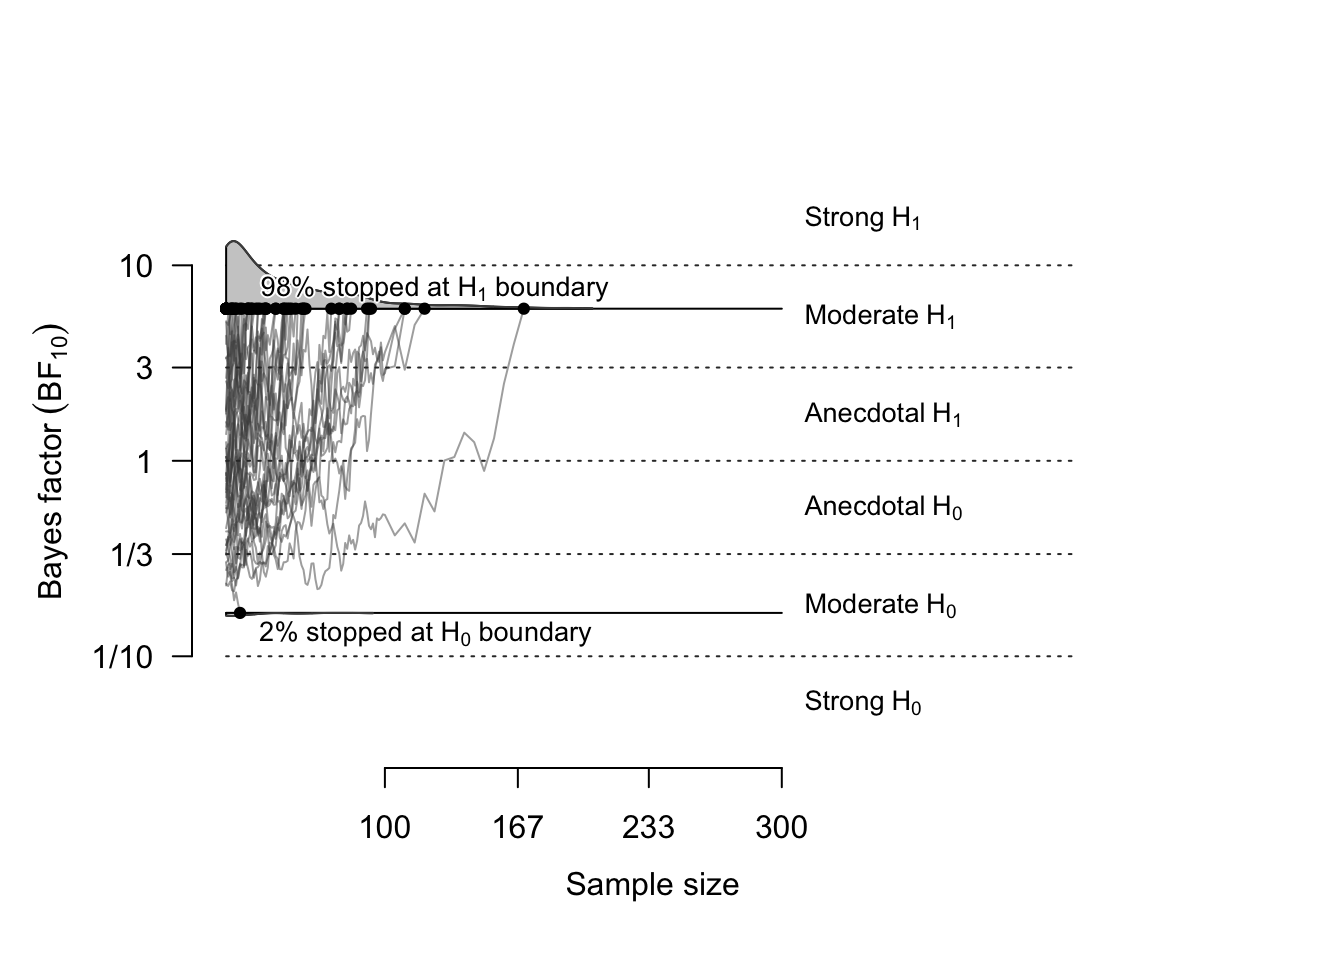 Strong H₁
10
98% stopped at H₁ boundary
Moderate H₁
3
Anecdotal H₁
1
Anecdotal H₀
1/3
Moderate H₀
2% stopped at H₀ boundary
1/10
Strong H₀
Bayes factor (BF₁₀)
100 167 233 300
Sample size